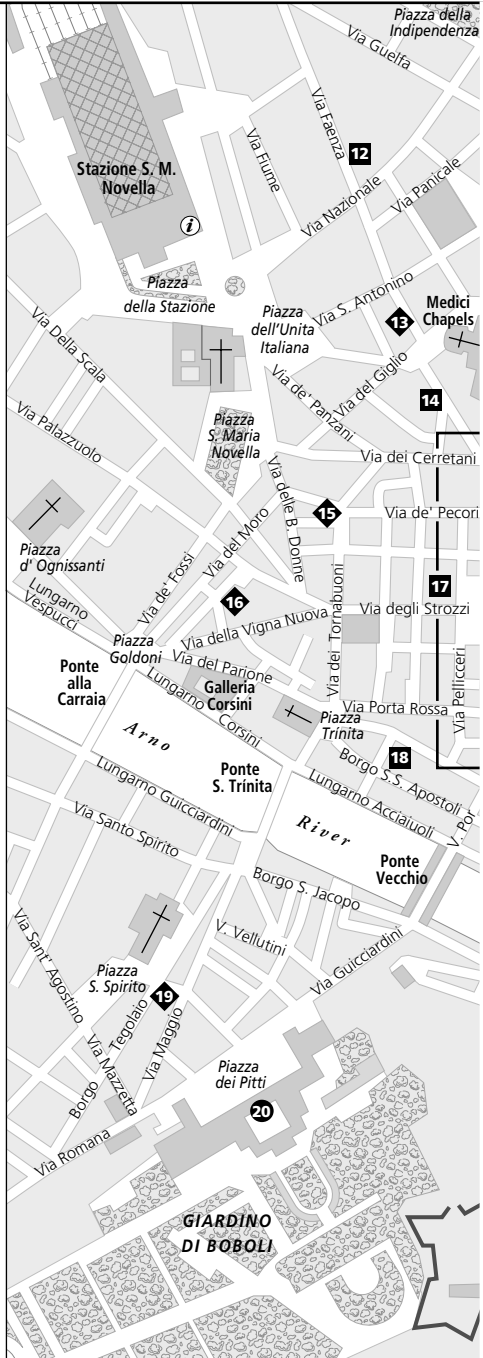 Piazza della
Indipendenza
Via Guelfa
Via Faenza
12
Via Fiume
Stazione S. M.
Novella
Via Panicale
Via Nazionale
i
Piazza
della Stazione
Via S. Antonino
Medici
Chapels
Piazza
dell'Unita
Italiana
13
Via Della Scala
Via del Giglio
Via de' Panzani
14
Piazza
S. Maria
Novella
Via Palazzuolo
Via dei Cerretani
Via delle B. Donne
15
Via de' Pecori
Via del Moro
Piazza
d' Ognissanti
Via de' Fossi
17
Lungarno
Vespucci
16
Via degli Strozzi
Via della Vigna Nuova
Via dei Tornabuoni
Piazza
Goldoni
Via del Parione
Ponte
alla
Carraia
Galleria
Corsini
Via Pellicceri
Lungarno
Corsini
Via Porta Rossa
Piazza
Trínita
Arno
18
Ponte
S. Trínita
Borgo S.S. Apostoli
Lungarno Acciaiuoli
V. Por
Lungarno Guicciardini
River
Via Santo Spirito
Ponte
Vecchio
Borgo S. Jacopo
V. Vellutini
Via Guicciardini
Via Sant' Agostino
Piazza
S. Spirito
19
Borgo Tegolaio
Via Maggio
Via Mazzetta
Piazza
dei Pitti
20
Via Romana
GIARDINO
DI BOBOLI